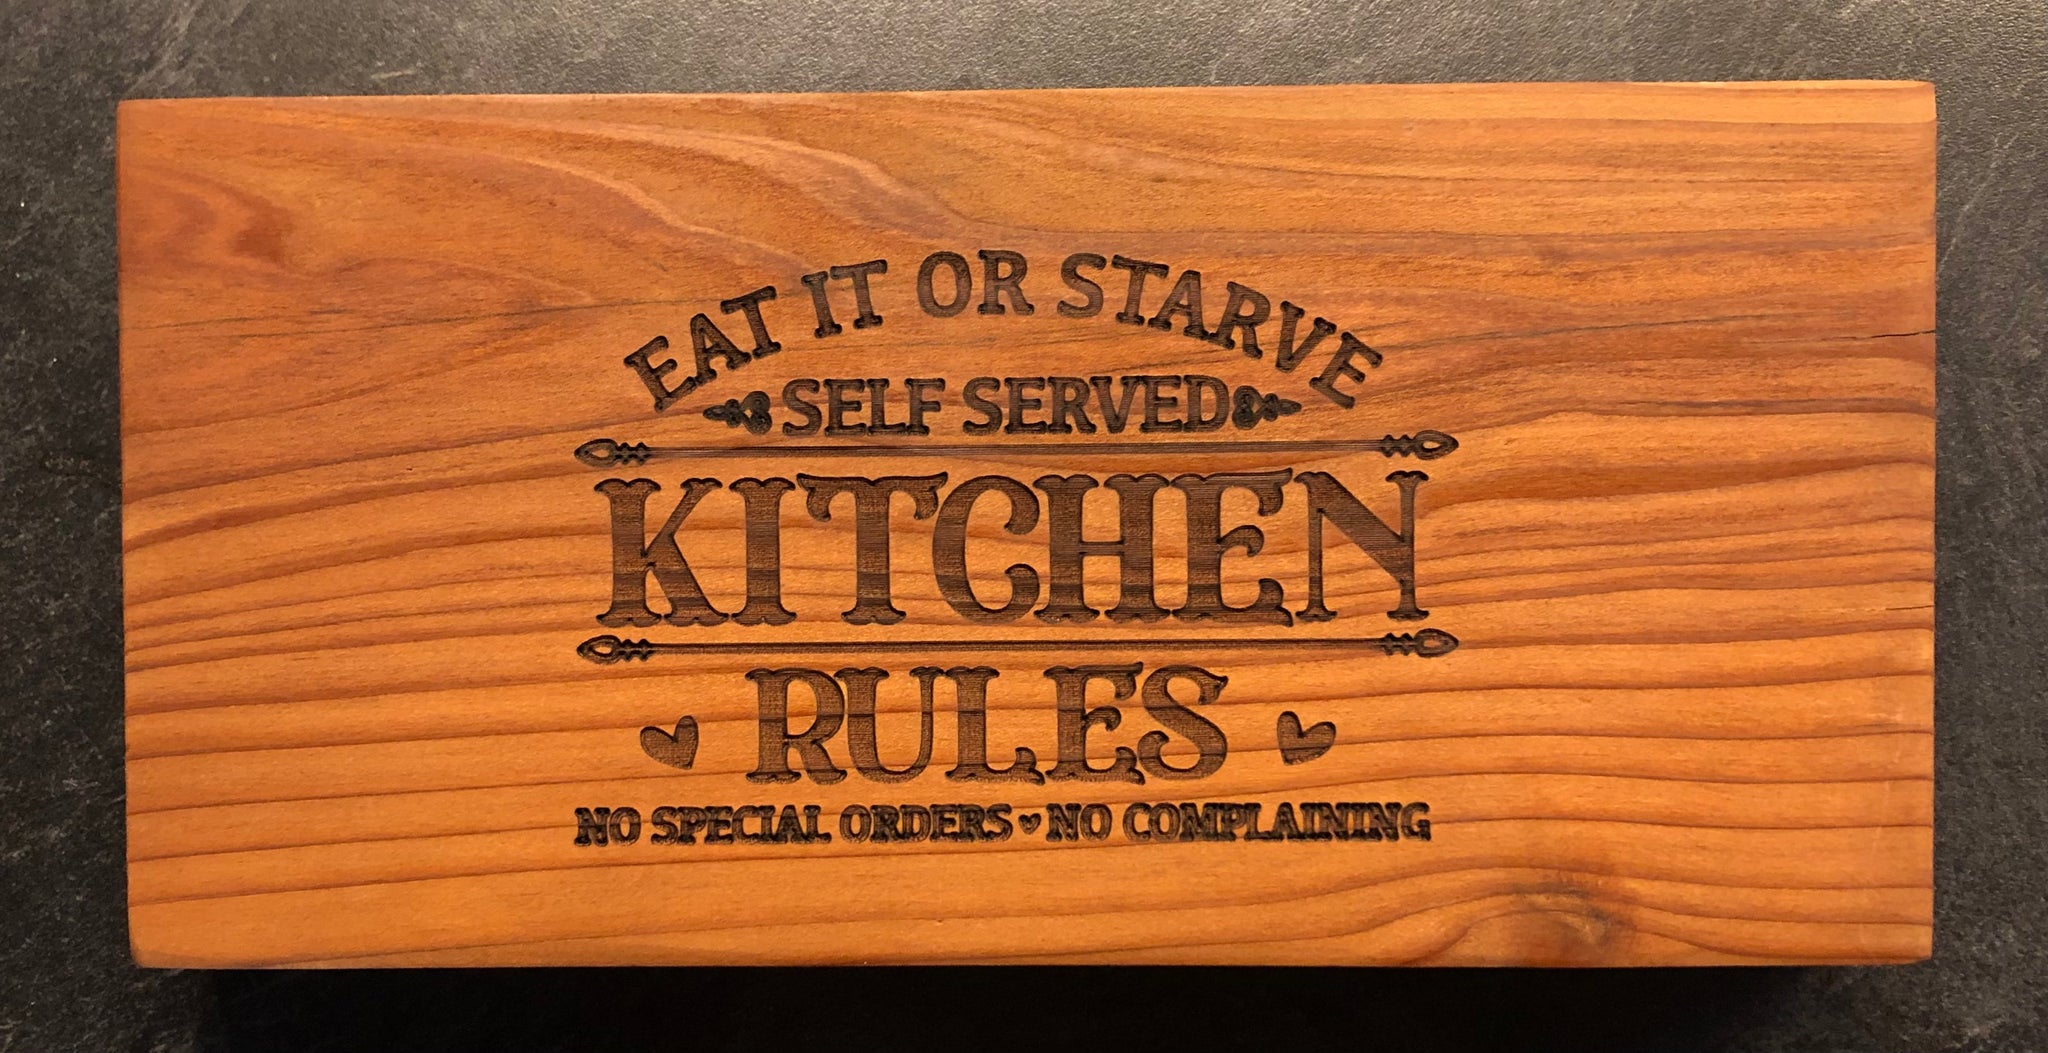 EAT IT OR STARVE
SELF SERVED
KITCHEN
RULES
NO SPECIAL ORDERS ♥ NO COMPLAINING